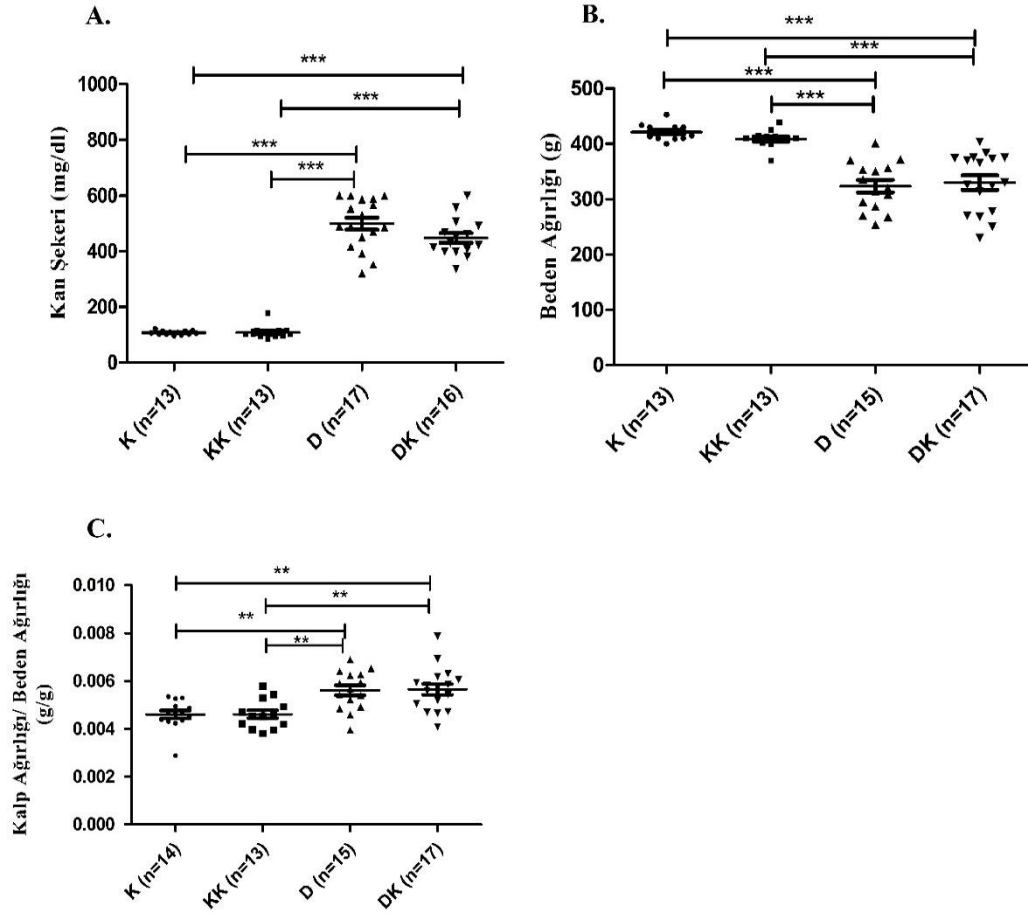 A.
***
***
***
***
Kan Şekeri (mg/dl)
1000
800
600
400
200
0
K (n=13)
KK (n=13)
D (n=17)
DK (n=16)
B.
***
***
***
***
Beden Ağırlığı (g)
500
400
300
200
100
0
K (n=13)
KK (n=13)
D (n=15)
DK (n=17)
C.
**
**
**
**
Kalp Ağırlığı/ Beden Ağırlığı
(g/g)
0.010
0.008
0.006
0.004
0.002
0.000
K (n=14)
KK (n=13)
D (n=15)
DK (n=17)